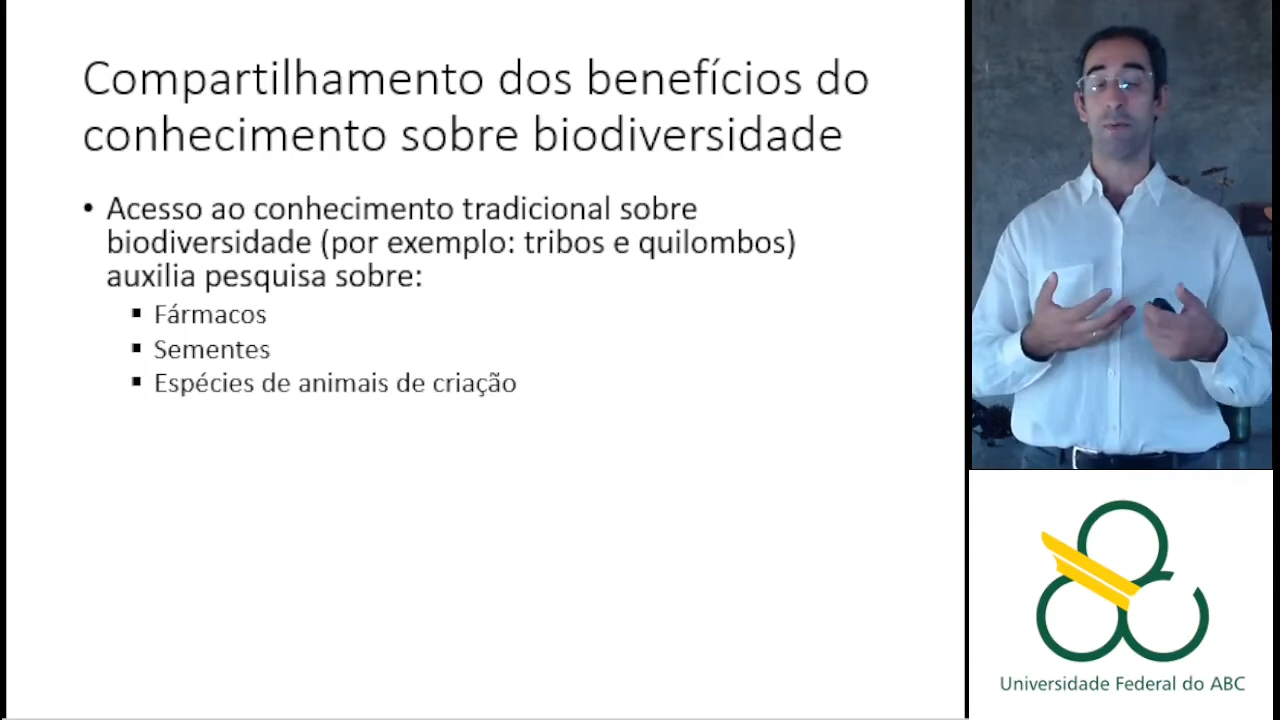 Compartilhamento dos benefícios do
conhecimento sobre biodiversidade
• Acesso ao conhecimento tradicional sobre
biodiversidade (por exemplo: tribos e quilombos)
auxilia pesquisa sobre:
▪ Fármacos
▪ Sementes
▪ Espécies de animais de criação
Universidade Federal do ABC